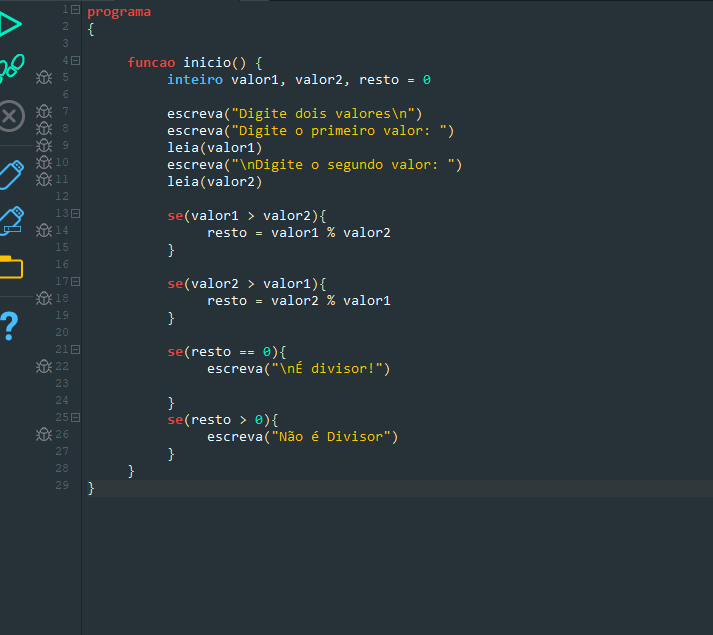 1 programa
2 {
3
4 funcao inicio() {
5 inteiro valor1, valor2, resto = 0
6
7 escreva("Digite dois valores\n")
8 escreva("Digite o primeiro valor: ")
9 leia(valor1)
10 escreva("\nDigite o segundo valor: ")
11 leia(valor2)
12
13 se(valor1 > valor2){
14 resto = valor1 % valor2
15 }
16
17 se(valor2 > valor1){
18 resto = valor2 % valor1
19 }
20
21 se(resto == 0){
22 escreva("\nÉ divisor!")
23
24 }
25 se(resto > 0){
26 escreva("Não é Divisor")
27 }
28 }
29 }
?